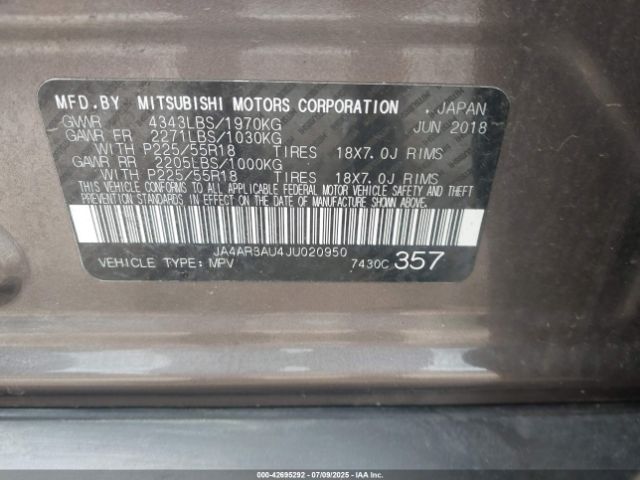 MFD.BY MITSUBISHI MOTORS CORPORATION , JAPAN
GVWR 4343LBS/1970KG JUN 2018
GAWR FR 2271LBS/1030KG
WITH P225/55R18 TIRES 18X7.0J RIMS
GAWR RR 2205LBS/1000KG
WITH P225/55R18 TIRES 18X7.0J RIMS
THIS VEHICLE CONFORMS TO ALL APPLICABLE FEDERAL MOTOR VEHICLE SAFETY AND THEFT
PREVENTION STANDARDS IN EFFECT ON THE DATE OF MANUFACTURE SHOWN ABOVE.
JA4AR3AU4JU020950
VEHICLE TYPE: MPV 7430C 357
000-42695292 - 07/09/2025 - IAAI.COM